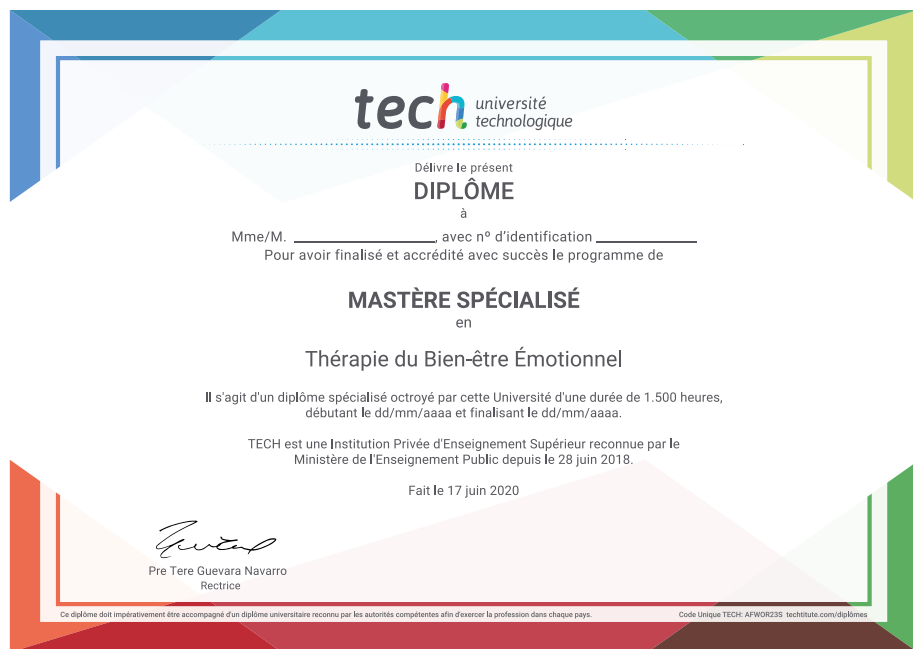 tech université
technologique
Délivre le présent
DIPLÔME
à
Mme/M. ____________, avec nº d'identification ____________
Pour avoir finalisé et accrédité avec succès le programme de
MASTÈRE SPÉCIALISÉ
en
Thérapie du Bien-être Émotionnel
Il s'agit d'un diplôme spécialisé octroyé par cette Université d'une durée de 1.500 heures,
débutant le dd/mm/aaaa et finalisant le dd/mm/aaaa.
TECH est une Institution Privée d'Enseignement Supérieur reconnue par le
Ministère de l'Enseignement Public depuis le 28 juin 2018.
Fait le 17 juin 2020
Pre Tere Guevara Navarro
Rectrice
Ce diplôme doit impérativement être accompagné d'un diplôme universitaire reconnu par les autorités compétentes afin d'exercer la profession dans chaque pays.
Code Unique TECH: AFWOR23S techtitute.com/diplômes